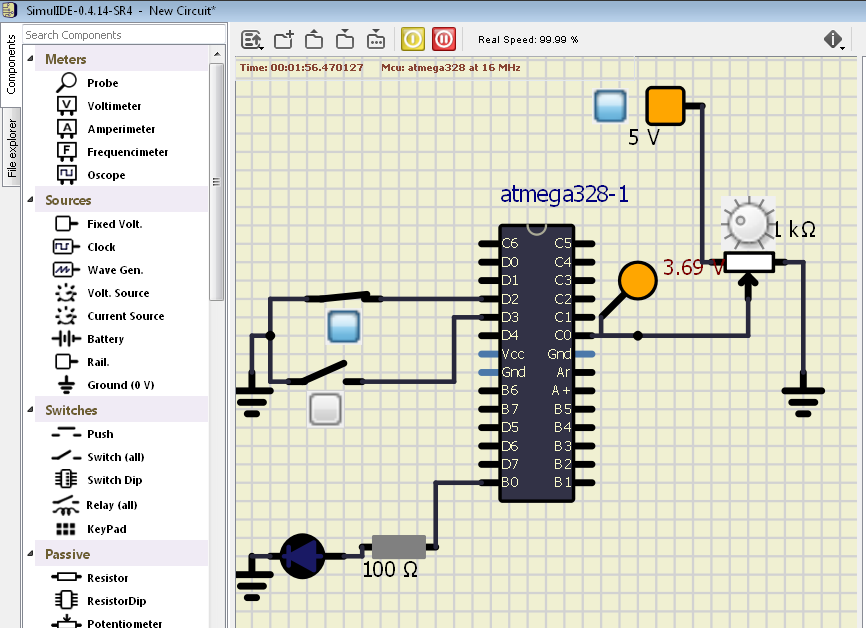 SimulIDE-0.4.14-SR4 - New Circuit*
Components
File explorer
Search Components
Meters
Probe
Voltimeter
Amperimeter
Frequencimeter
Oscope
Sources
Fixed Volt.
Clock
Wave Gen.
Volt. Source
Current Source
Battery
Rail.
Ground (0 V)
Switches
Push
Switch (all)
Switch Dip
Relay (all)
KeyPad
Passive
Resistor
ResistorDip
Potentiometer
Real Speed: 99.99 %
Time: 00:01:56.470127 Mcu: atmega328 at 16 MHz
5 V
atmega328-1
1 kΩ
3.69 V
C6 C5
D0 C4
D1 C3
D2 C2
D3 C1
D4 C0
Vcc Gnd
Gnd Ar
B6 A+
B7 B5
D5 B4
D6 B3
D7 B2
B0 B1
100 Ω